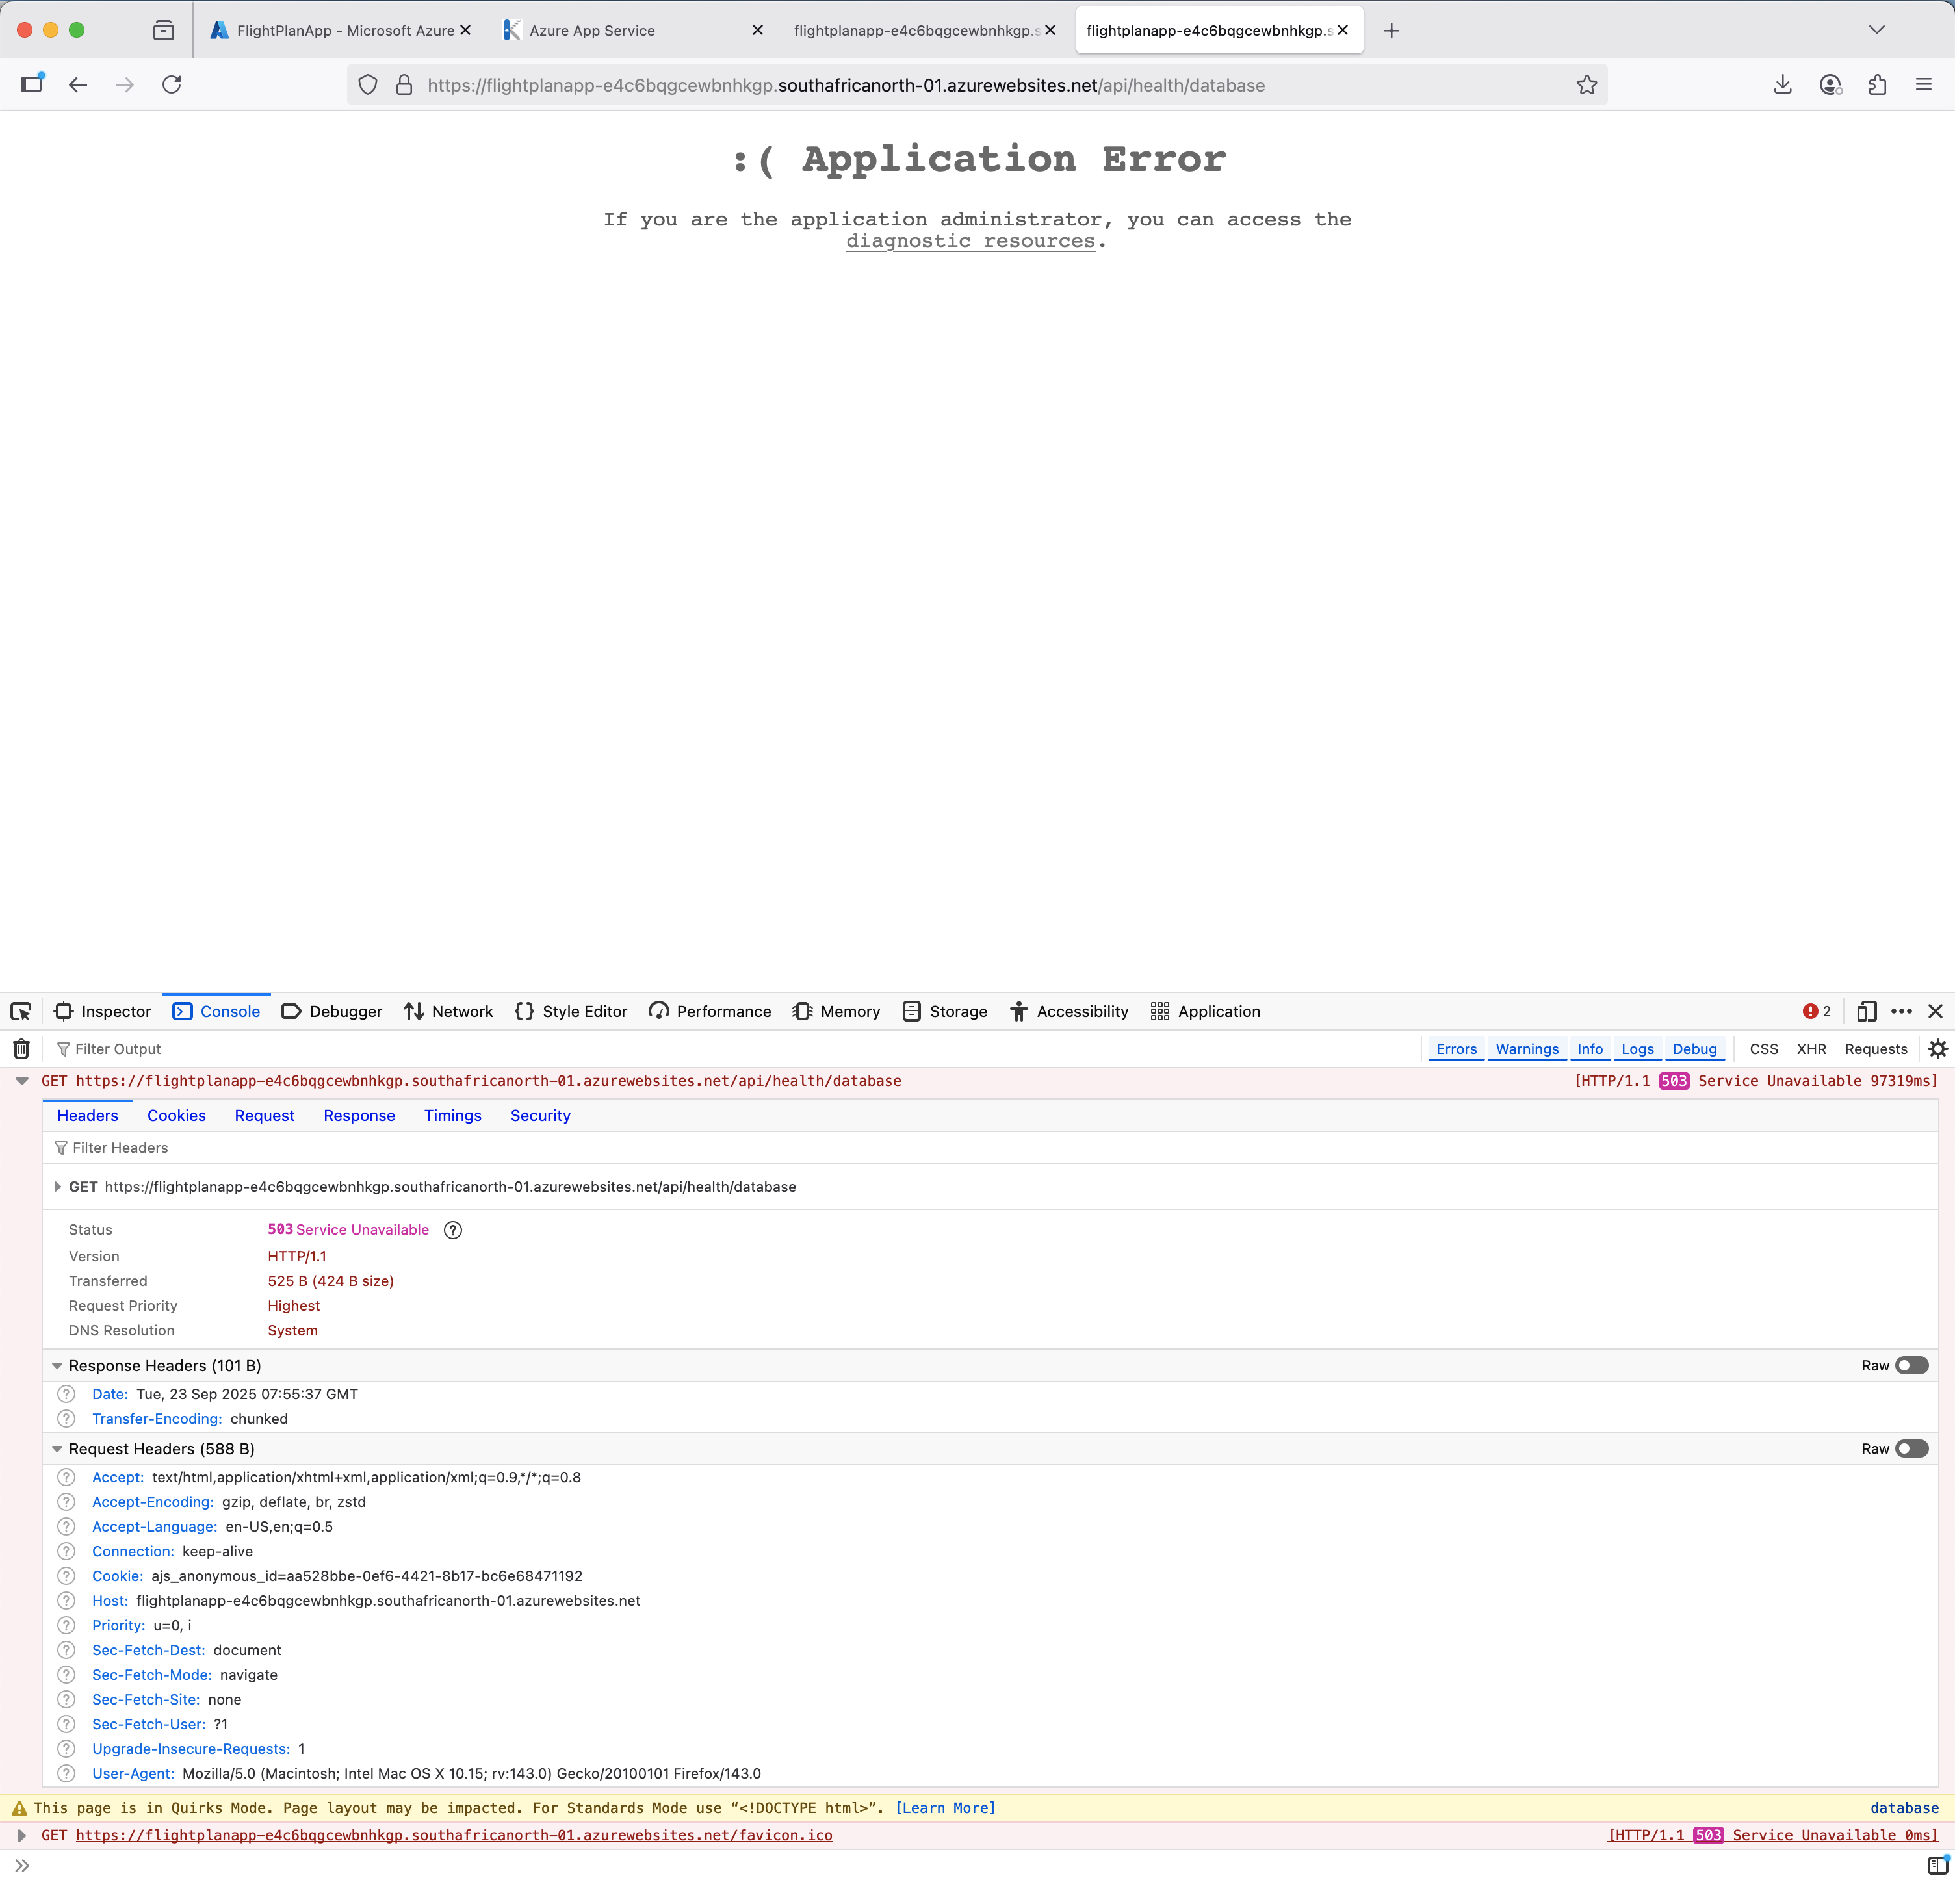 FlightPlanApp - Microsoft Azure
Azure App Service
flightplanapp-e4c6bqgcewbnhkgp.s
flightplanapp-e4c6bqgcewbnhkgp.s
https://flightplanapp-e4c6bqgcewbnhkgp.southafricanorth-01.azurewebsites.net/api/health/database
:( Application Error
If you are the application administrator, you can access the
diagnostic resources.
Inspector Console Debugger Network Style Editor Performance Memory Storage Accessibility Application 2
Filter Output Errors Warnings Info Logs Debug CSS XHR Requests
GET https://flightplanapp-e4c6bqgcewbnhkgp.southafricanorth-01.azurewebsites.net/api/health/database [HTTP/1.1 503 Service Unavailable 97319ms]
Headers Cookies Request Response Timings Security
Filter Headers
GET https://flightplanapp-e4c6bqgcewbnhkgp.southafricanorth-01.azurewebsites.net/api/health/database
Status 503 Service Unavailable ?
Version HTTP/1.1
Transferred 525 B (424 B size)
Request Priority Highest
DNS Resolution System
Response Headers (101 B) Raw
? Date: Tue, 23 Sep 2025 07:55:37 GMT
? Transfer-Encoding: chunked
Request Headers (588 B) Raw
? Accept: text/html,application/xhtml+xml,application/xml;q=0.9,*/*;q=0.8
? Accept-Encoding: gzip, deflate, br, zstd
? Accept-Language: en-US,en;q=0.5
? Connection: keep-alive
? Cookie: ajs_anonymous_id=aa528bbe-0ef6-4421-8b17-bc6e68471192
? Host: flightplanapp-e4c6bqgcewbnhkgp.southafricanorth-01.azurewebsites.net
? Priority: u=0, i
? Sec-Fetch-Dest: document
? Sec-Fetch-Mode: navigate
? Sec-Fetch-Site: none
? Sec-Fetch-User: ?1
? Upgrade-Insecure-Requests: 1
? User-Agent: Mozilla/5.0 (Macintosh; Intel Mac OS X 10.15; rv:143.0) Gecko/20100101 Firefox/143.0
This page is in Quirks Mode. Page layout may be impacted. For Standards Mode use “<!DOCTYPE html>”. [Learn More] database
GET https://flightplanapp-e4c6bqgcewbnhkgp.southafricanorth-01.azurewebsites.net/favicon.ico [HTTP/1.1 503 Service Unavailable 0ms]